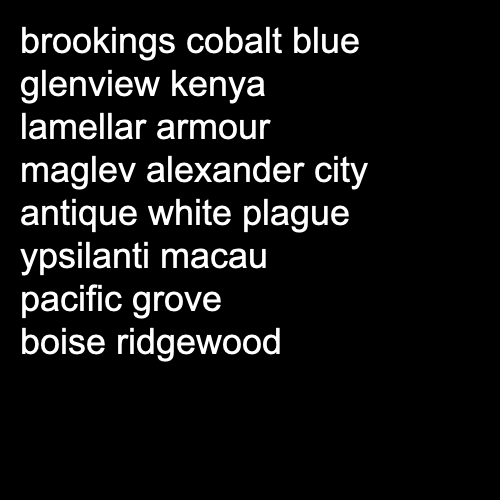 brookings cobalt blue
glenview kenya
lamellar armour
maglev alexander city
antique white plague
ypsilanti macau
pacific grove
boise ridgewood